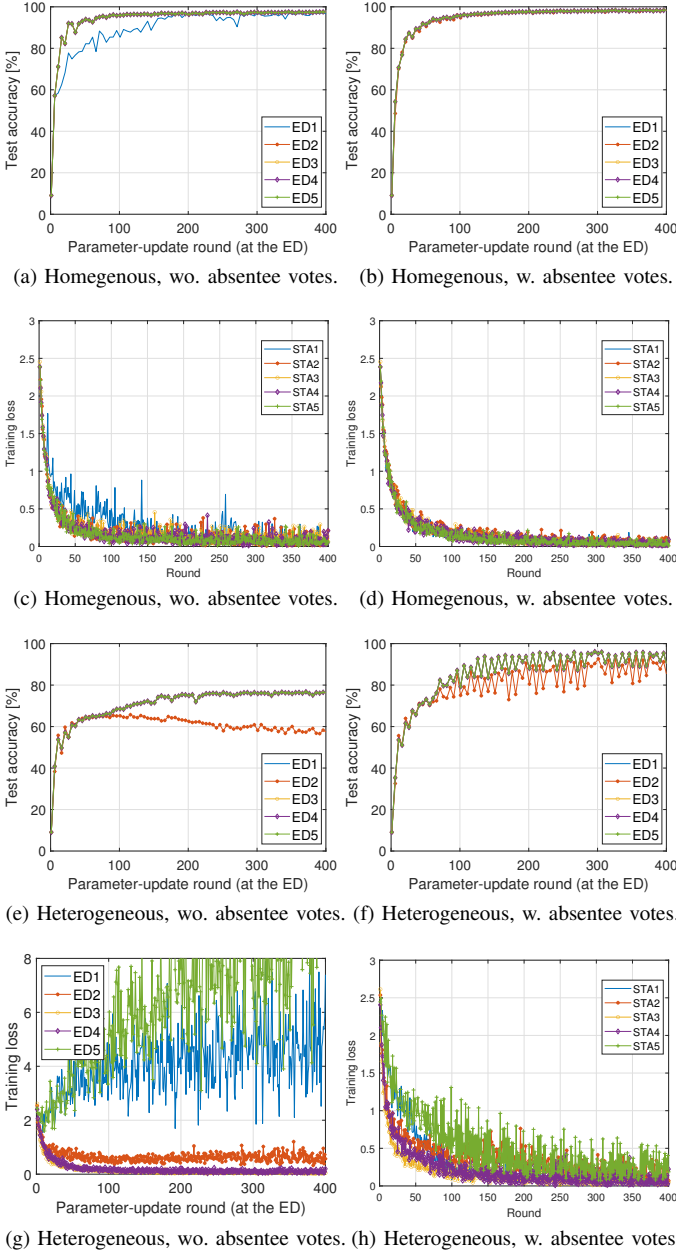 100
80
60
40
20
0
Test accuracy [%]
ED1
ED2
ED3
ED4
ED5
0 100 200 300 400
Parameter-update round (at the ED)
(a) Homogenous, wo. absentee votes.
100
80
60
40
20
0
Test accuracy [%]
ED1
ED2
ED3
ED4
ED5
0 100 200 300 400
Parameter-update round (at the ED)
(b) Homogenous, w. absentee votes.
3
2.5
2
1.5
1
0.5
0
Training loss
STA1
STA2
STA3
STA4
STA5
0 50 100 150 200 250 300 350 400
Round
(c) Homogenous, wo. absentee votes.
3
2.5
2
1.5
1
0.5
0
Training loss
STA1
STA2
STA3
STA4
STA5
0 50 100 150 200 250 300 350 400
Round
(d) Homogenous, w. absentee votes.
100
80
60
40
20
0
Test accuracy [%]
ED1
ED2
ED3
ED4
ED5
0 100 200 300 400
Parameter-update round (at the ED)
(e) Heterogeneous, wo. absentee votes.
100
80
60
40
20
0
Test accuracy [%]
ED1
ED2
ED3
ED4
ED5
0 100 200 300 400
Parameter-update round (at the ED)
(f) Heterogeneous, w. absentee votes.
8
6
4
2
0
Training loss
ED1
ED2
ED3
ED4
ED5
0 100 200 300 400
Parameter-update round (at the ED)
(g) Heterogeneous, wo. absentee votes.
3
2.5
2
1.5
1
0.5
0
Training loss
STA1
STA2
STA3
STA4
STA5
0 50 100 150 200 250 300 350 400
Round
(h) Heterogeneous, w. absentee votes.